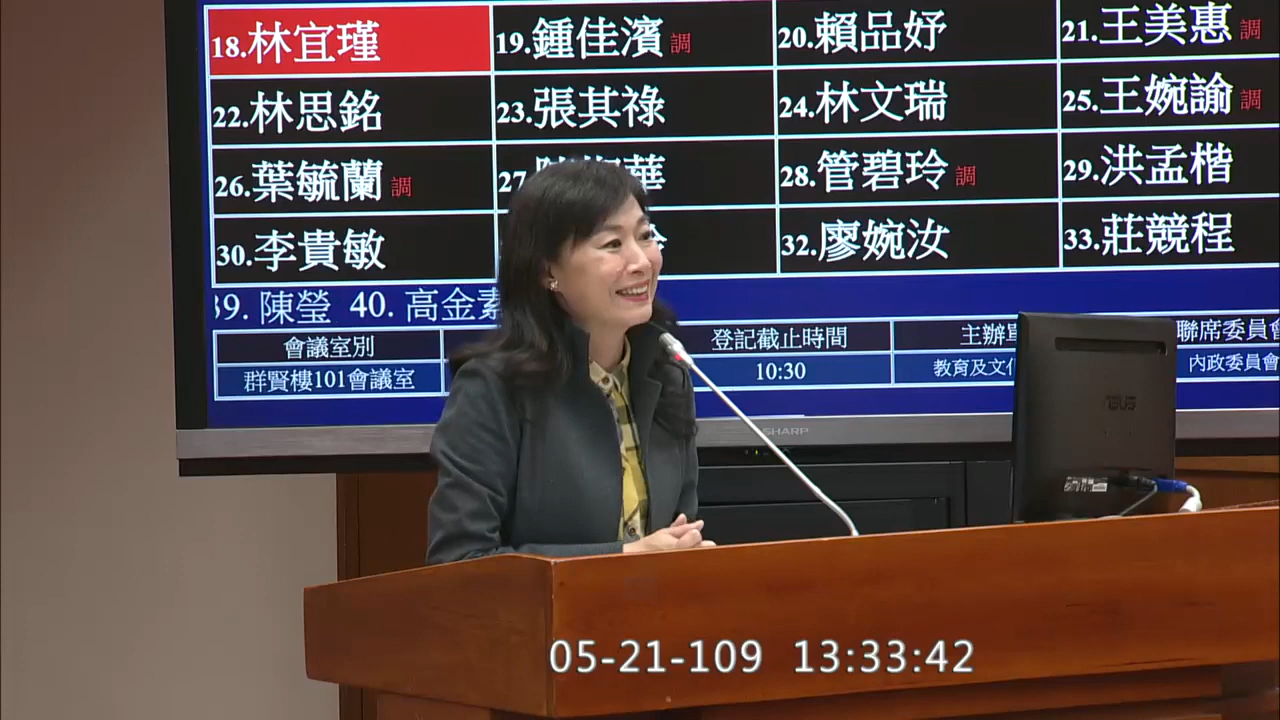 18.林宜瑾 19.鍾佳濱調 20.賴品妤 21.王美惠調
22.林思銘 23.張其祿 24.林文瑞 25.王婉諭調
26.葉毓蘭調 27 華 28.管碧玲調 29.洪孟楷
30.李貴敏 32.廖婉汝 33.莊競程
39. 陳瑩 40. 高金素
會議室別 登記截止時間 主辦單 聯席委員會
群賢樓101會議室 10:30 教育及文化 內政委員會
SHARP
ASUS
05-21-109 13:33:42